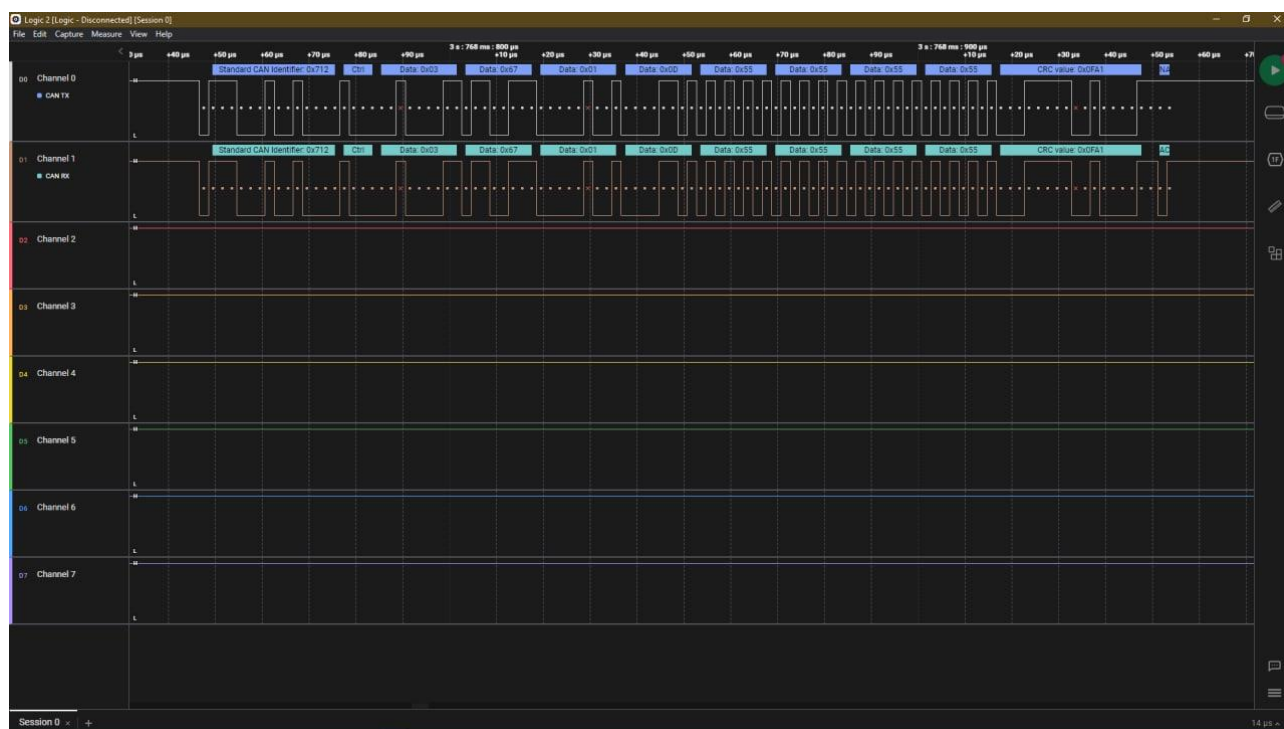 Logic 2 [Logic - Disconnected] [Session 0]
File Edit Capture Measure View Help
3 s : 768 ms : 800 µs 3 s : 768 ms : 900 µs
+40 µs +50 µs +60 µs +70 µs +80 µs +90 µs +10 µs +20 µs +30 µs +40 µs +50 µs +60 µs +70 µs +80 µs +90 µs +10 µs +20 µs +30 µs +40 µs +50 µs +60 µs
D0 Channel 0
CAN TX
Standard CAN Identifier: 0x712 Ctrl Data: 0x03 Data: 0x67 Data: 0x01 Data: 0x0D Data: 0x55 Data: 0x55 Data: 0x55 Data: 0x55 CRC value: 0x0FA1 NA
H
L
D1 Channel 1
CAN RX
Standard CAN Identifier: 0x712 Ctrl Data: 0x03 Data: 0x67 Data: 0x01 Data: 0x0D Data: 0x55 Data: 0x55 Data: 0x55 Data: 0x55 CRC value: 0x0FA1 AC
H
L
D2 Channel 2
H
L
D3 Channel 3
H
L
D4 Channel 4
H
L
D5 Channel 5
H
L
D6 Channel 6
H
L
D7 Channel 7
H
L
Session 0
14 µs